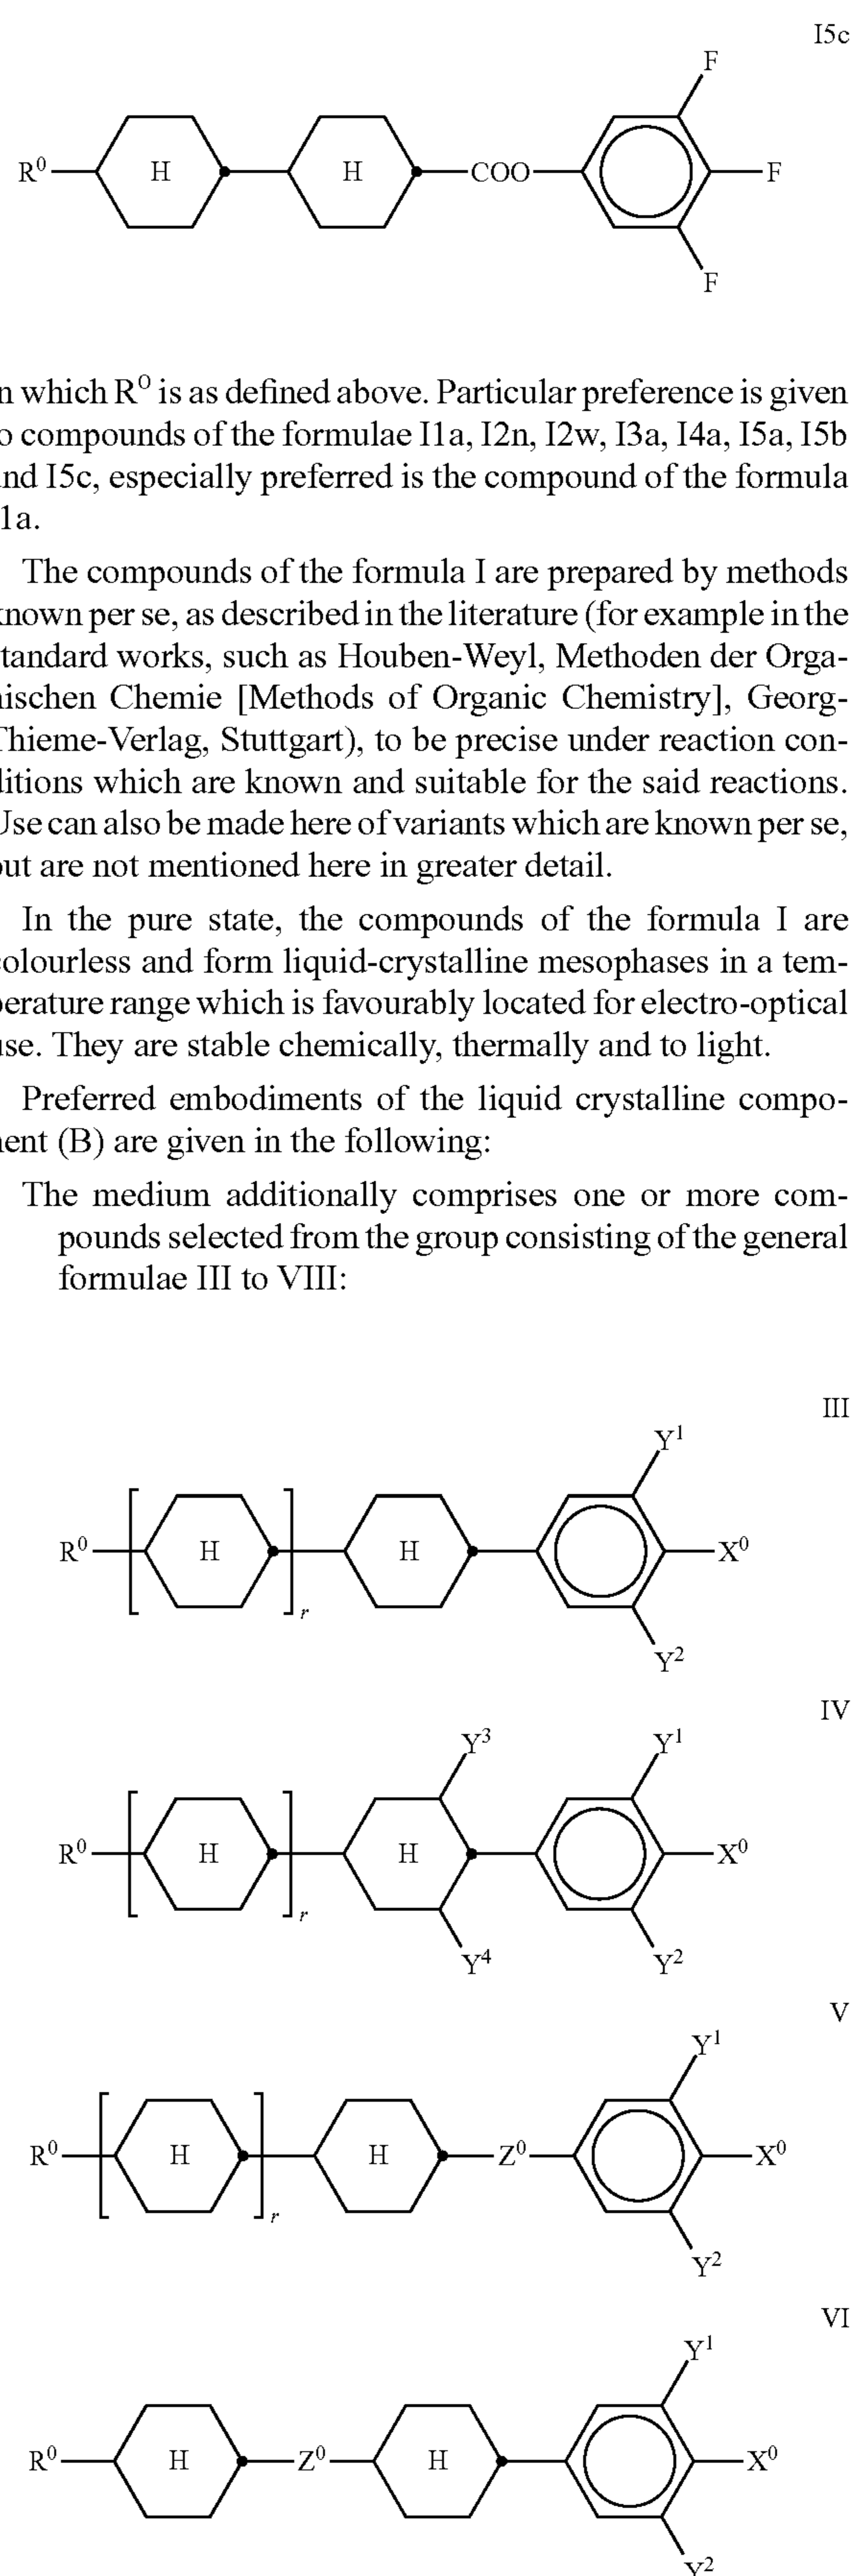 I5c
F
R⁰ H H COO F
F
n which R⁰ is as defined above. Particular preference is given
o compounds of the formulae I1a, I2n, I2w, I3a, I4a, I5a, I5b
nd I5c, especially preferred is the compound of the formula
1a.
The compounds of the formula I are prepared by methods
known per se, as described in the literature (for example in the
tandard works, such as Houben-Weyl, Methoden der Orga-
nischen Chemie [Methods of Organic Chemistry], Georg-
Thieme-Verlag, Stuttgart), to be precise under reaction con-
ditions which are known and suitable for the said reactions.
Use can also be made here of variants which are known per se,
but are not mentioned here in greater detail.
In the pure state, the compounds of the formula I are
colourless and form liquid-crystalline mesophases in a tem-
perature range which is favourably located for electro-optical
use. They are stable chemically, thermally and to light.
Preferred embodiments of the liquid crystalline compo-
nent (B) are given in the following:
The medium additionally comprises one or more com-
pounds selected from the group consisting of the general
formulae III to VIII:
III
Y¹
R⁰ H r H X⁰
Y²
IV
Y³ Y¹
R⁰ H r H X⁰
Y⁴ Y²
V
Y¹
R⁰ H r H Z⁰ X⁰
Y²
VI
Y¹
R⁰ H Z⁰ H X⁰
Y²